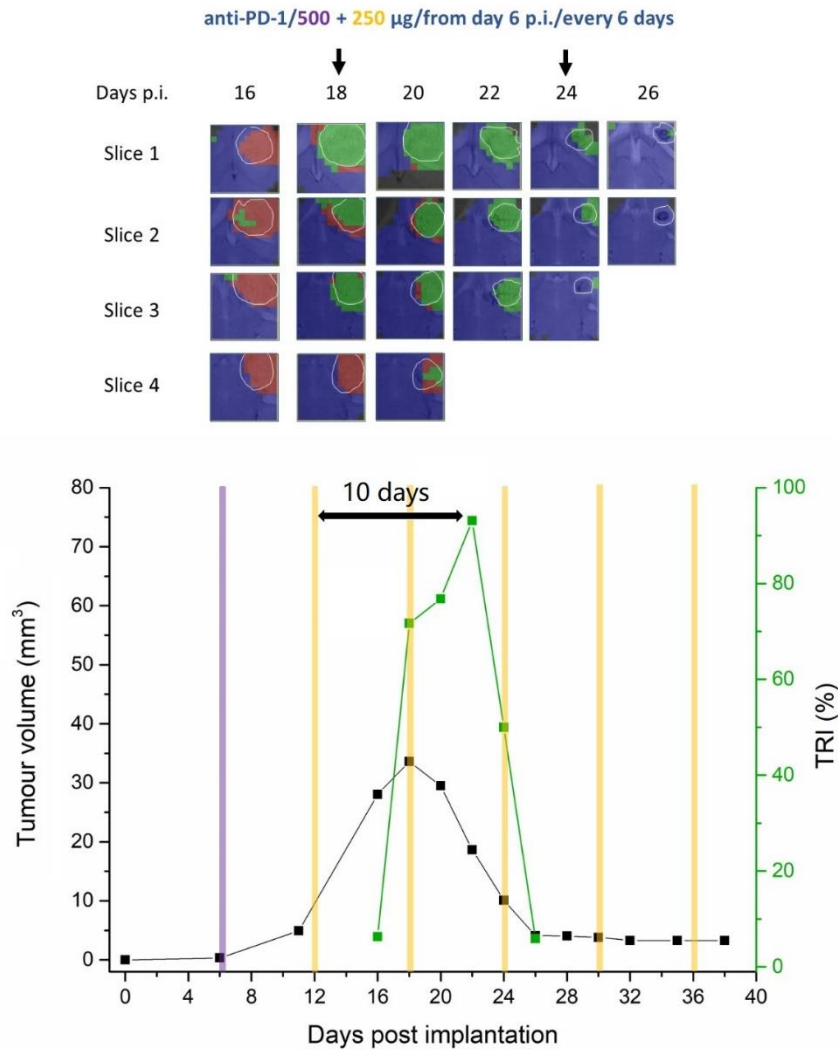 anti-PD-1/500 + 250 µg/from day 6 p.i./every 6 days
Days p.i. 16 18 20 22 24 26
Slice 1
Slice 2
Slice 3
Slice 4
10 days
80
70
60
50
40
30
20
10
0
Tumour volume (mm³)
100
80
60
40
20
0
TRI (%)
0 4 8 12 16 20 24 28 32 36 40
Days post implantation